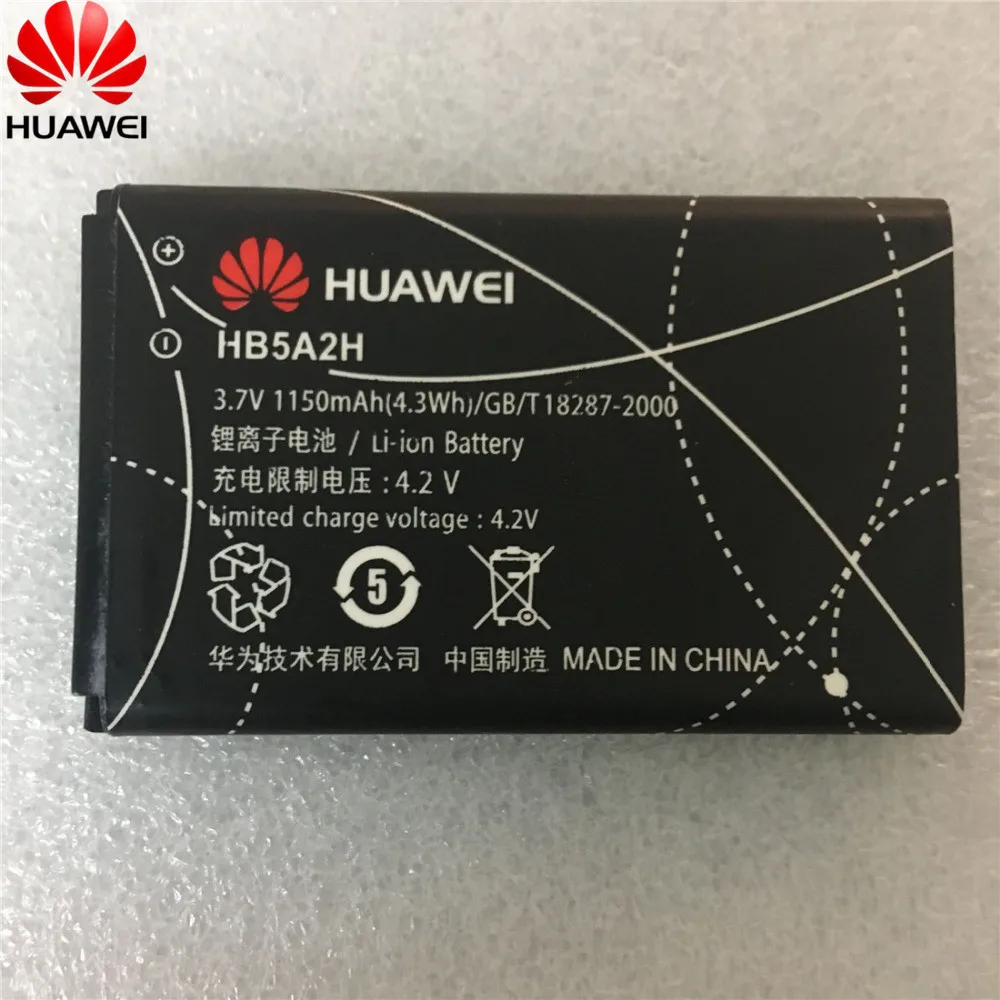 HUAWEI
+
HUAWEI
-
HB5A2H
3.7V 1150mAh(4.3Wh)/GB/T18287-2000
锂离子电池 / Li-ion Battery
充电限制电压 : 4.2 V
Limited charge voltage : 4.2V
5
华为技术有限公司 中国制造 MADE IN CHINA